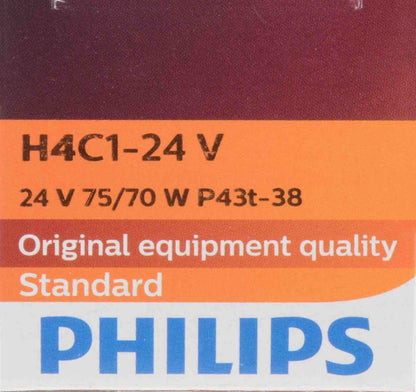 H4C1-24 V
24 V 75/70 W P43t-38
Original equipment quality
Standard
PHILIPS